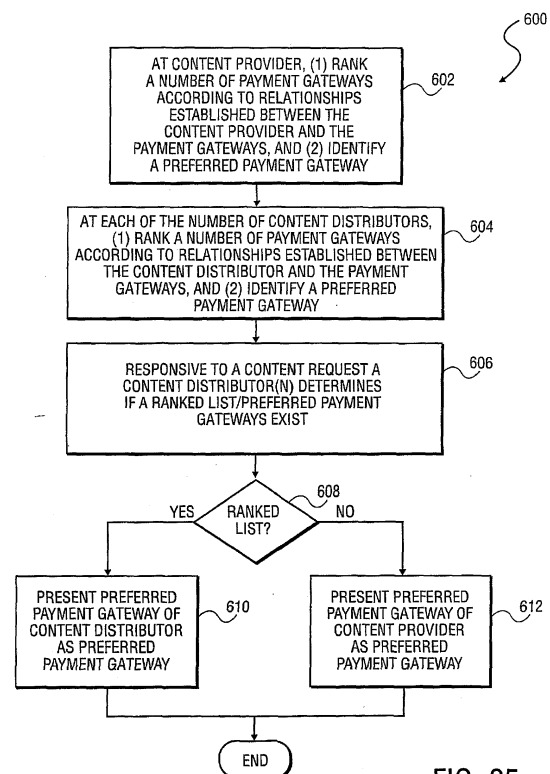 600
AT CONTENT PROVIDER, (1) RANK
A NUMBER OF PAYMENT GATEWAYS
ACCORDING TO RELATIONSHIPS
ESTABLISHED BETWEEN THE
CONTENT PROVIDER AND THE
PAYMENT GATEWAYS, AND (2) IDENTIFY
A PREFERRED PAYMENT GATEWAY
602
AT EACH OF THE NUMBER OF CONTENT DISTRIBUTORS,
(1) RANK A NUMBER OF PAYMENT GATEWAYS
ACCORDING TO RELATIONSHIPS ESTABLISHED BETWEEN
THE CONTENT DISTRIBUTOR AND THE PAYMENT
GATEWAYS, AND (2) IDENTIFY A PREFERRED
PAYMENT GATEWAY
604
RESPONSIVE TO A CONTENT REQUEST A
CONTENT DISTRIBUTOR(N) DETERMINES
IF A RANKED LIST/PREFERRED PAYMENT
GATEWAYS EXIST
606
RANKED
LIST?
608
YES
NO
PRESENT PREFERRED
PAYMENT GATEWAY OF
CONTENT DISTRIBUTOR
AS PREFERRED
PAYMENT GATEWAY
610
PRESENT PREFERRED
PAYMENT GATEWAY OF
CONTENT PROVIDER
AS PREFERRED
PAYMENT GATEWAY
612
END